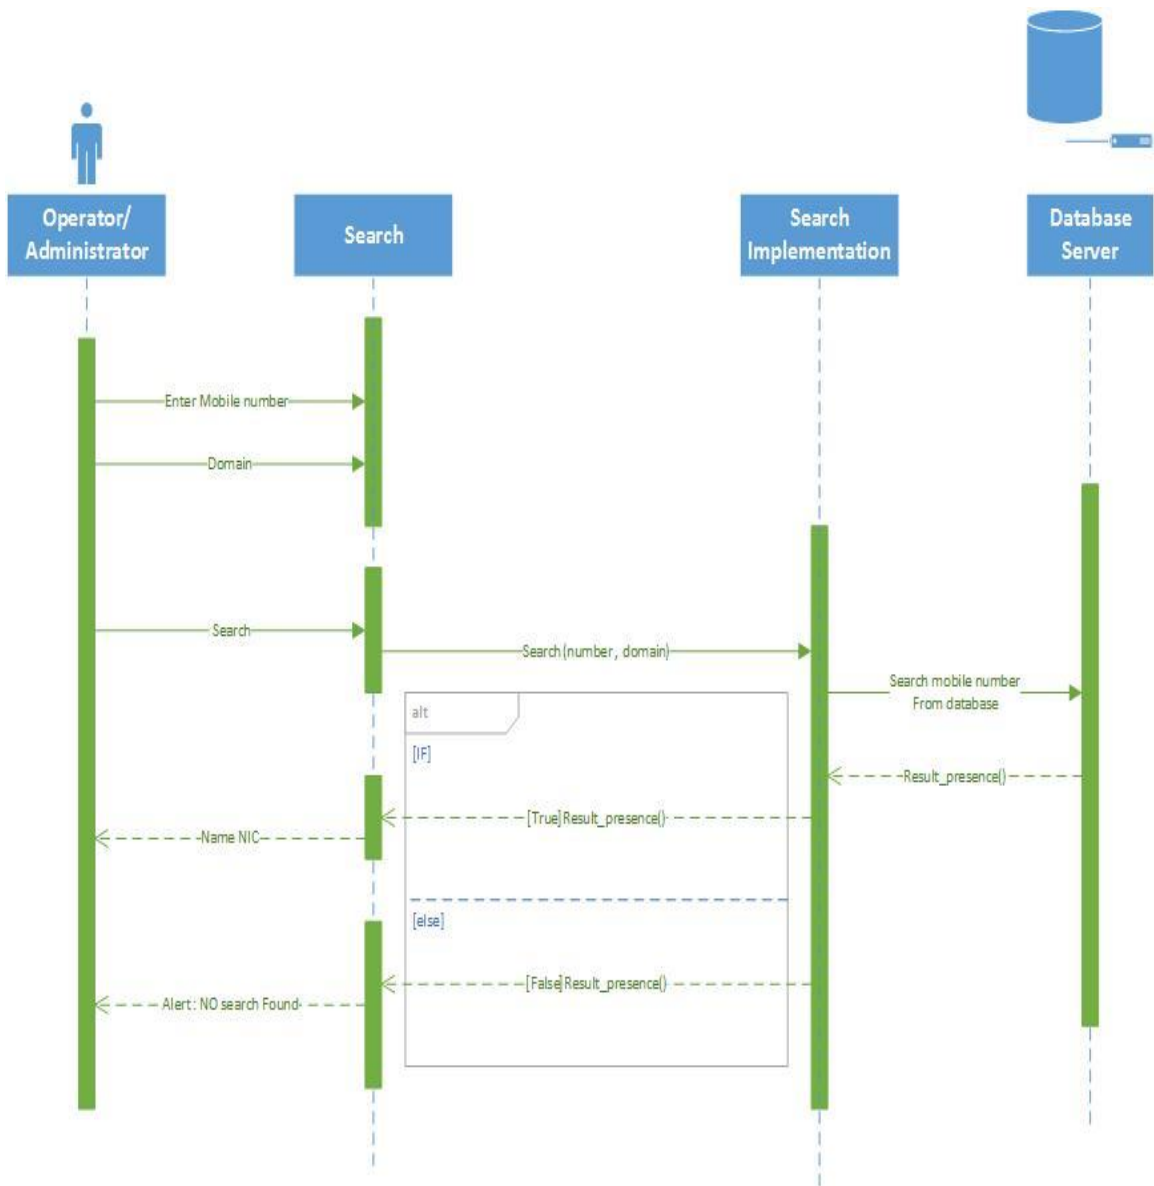 Operator/
Administrator
Search
Search
Implementation
Database
Server
Enter Mobile number
Domain
Search
Search(number, domain)
Search mobile number
From database
alt
[IF]
Result_presence()
[True]Result_presence()
Name NIC
[else]
[False]Result_presence()
Alert: NO search Found